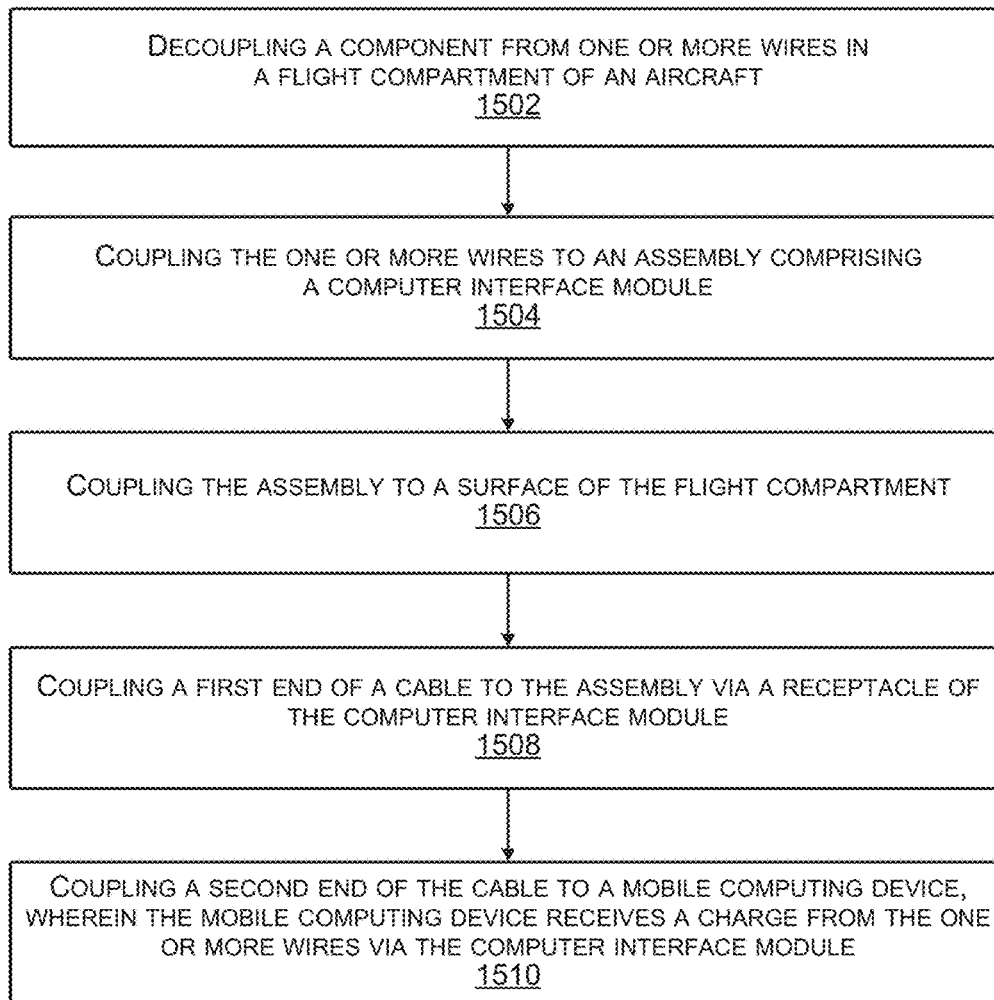 DECOUPLING A COMPONENT FROM ONE OR MORE WIRES IN
A FLIGHT COMPARTMENT OF AN AIRCRAFT
1502
COUPLING THE ONE OR MORE WIRES TO AN ASSEMBLY COMPRISING
A COMPUTER INTERFACE MODULE
1504
COUPLING THE ASSEMBLY TO A SURFACE OF THE FLIGHT COMPARTMENT
1506
COUPLING A FIRST END OF A CABLE TO THE ASSEMBLY VIA A RECEPTACLE OF
THE COMPUTER INTERFACE MODULE
1508
COUPLING A SECOND END OF THE CABLE TO A MOBILE COMPUTING DEVICE,
WHEREIN THE MOBILE COMPUTING DEVICE RECEIVES A CHARGE FROM THE ONE
OR MORE WIRES VIA THE COMPUTER INTERFACE MODULE
1510